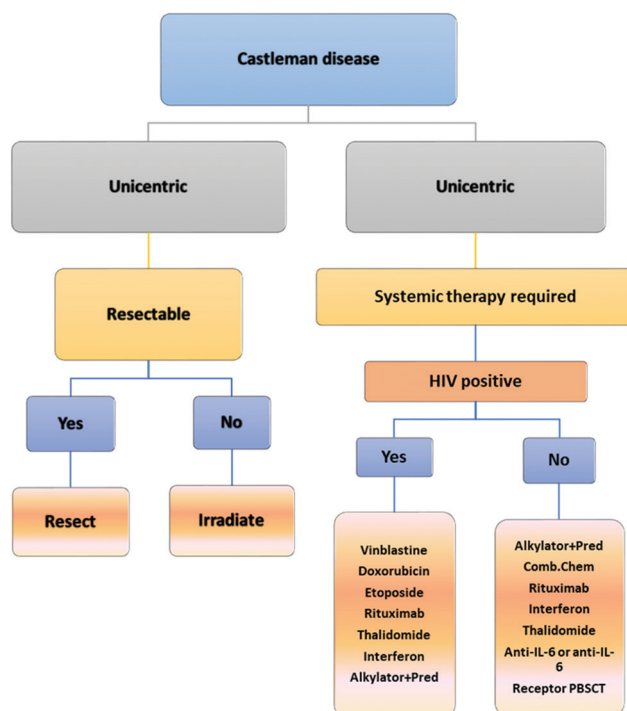 Castleman disease
Unicentric
Unicentric
Resectable
Systemic therapy required
HIV positive
Yes
No
Yes
No
Resect
Irradiate
Vinblastine
Doxorubicin
Etoposide
Rituximab
Thalidomide
Interferon
Alkylator+Pred
Alkylator+Pred
Comb.Chem
Rituximab
Interferon
Thalidomide
Anti-IL-6 or anti-IL-
6
Receptor PBSCT